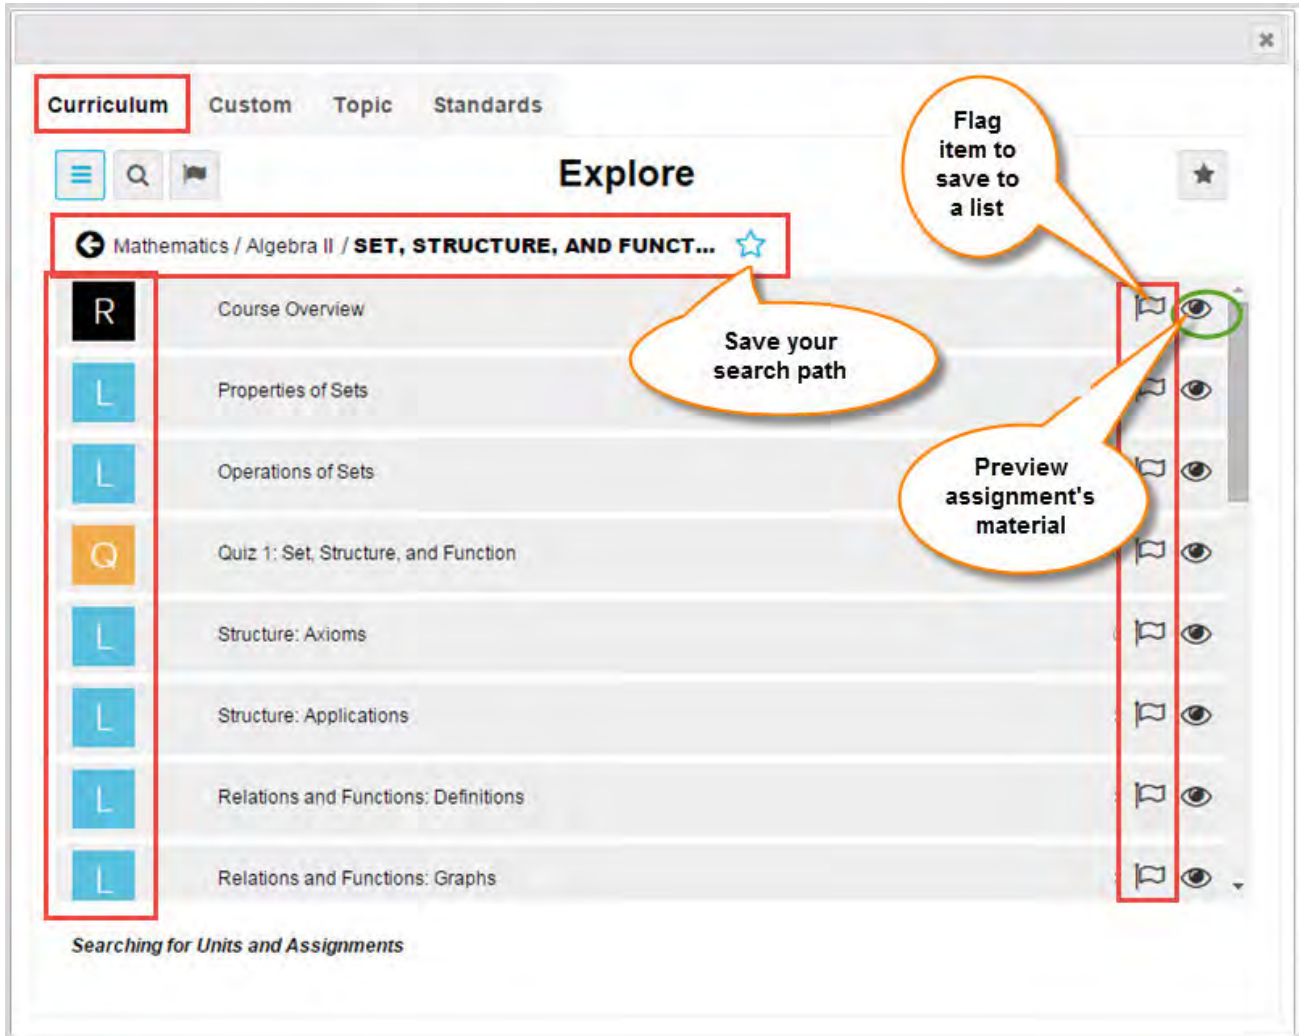 Curriculum Custom Topic Standards
Explore
Flag
item to
save to
a list
Mathematics / Algebra II / SET, STRUCTURE, AND FUNCT...
Save your
search path
R Course Overview
L Properties of Sets
L Operations of Sets
Preview
assignment's
material
Q Quiz 1: Set, Structure, and Function
L Structure: Axioms
L Structure: Applications
L Relations and Functions: Definitions
L Relations and Functions: Graphs
Searching for Units and Assignments